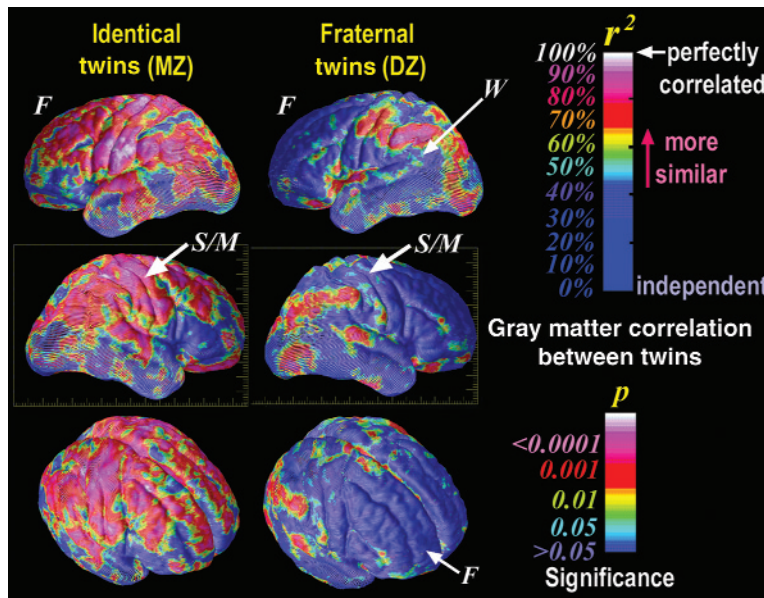 Identical
twins (MZ)
Fraternal
twins (DZ)
F
F
W
S/M
S/M
F
r²
100%
90%
80%
70%
60%
50%
40%
30%
20%
10%
0%
perfectly
correlated
more
similar
independent
Gray matter correlation
between twins
p
<0.0001
0.001
0.01
0.05
>0.05
Significance